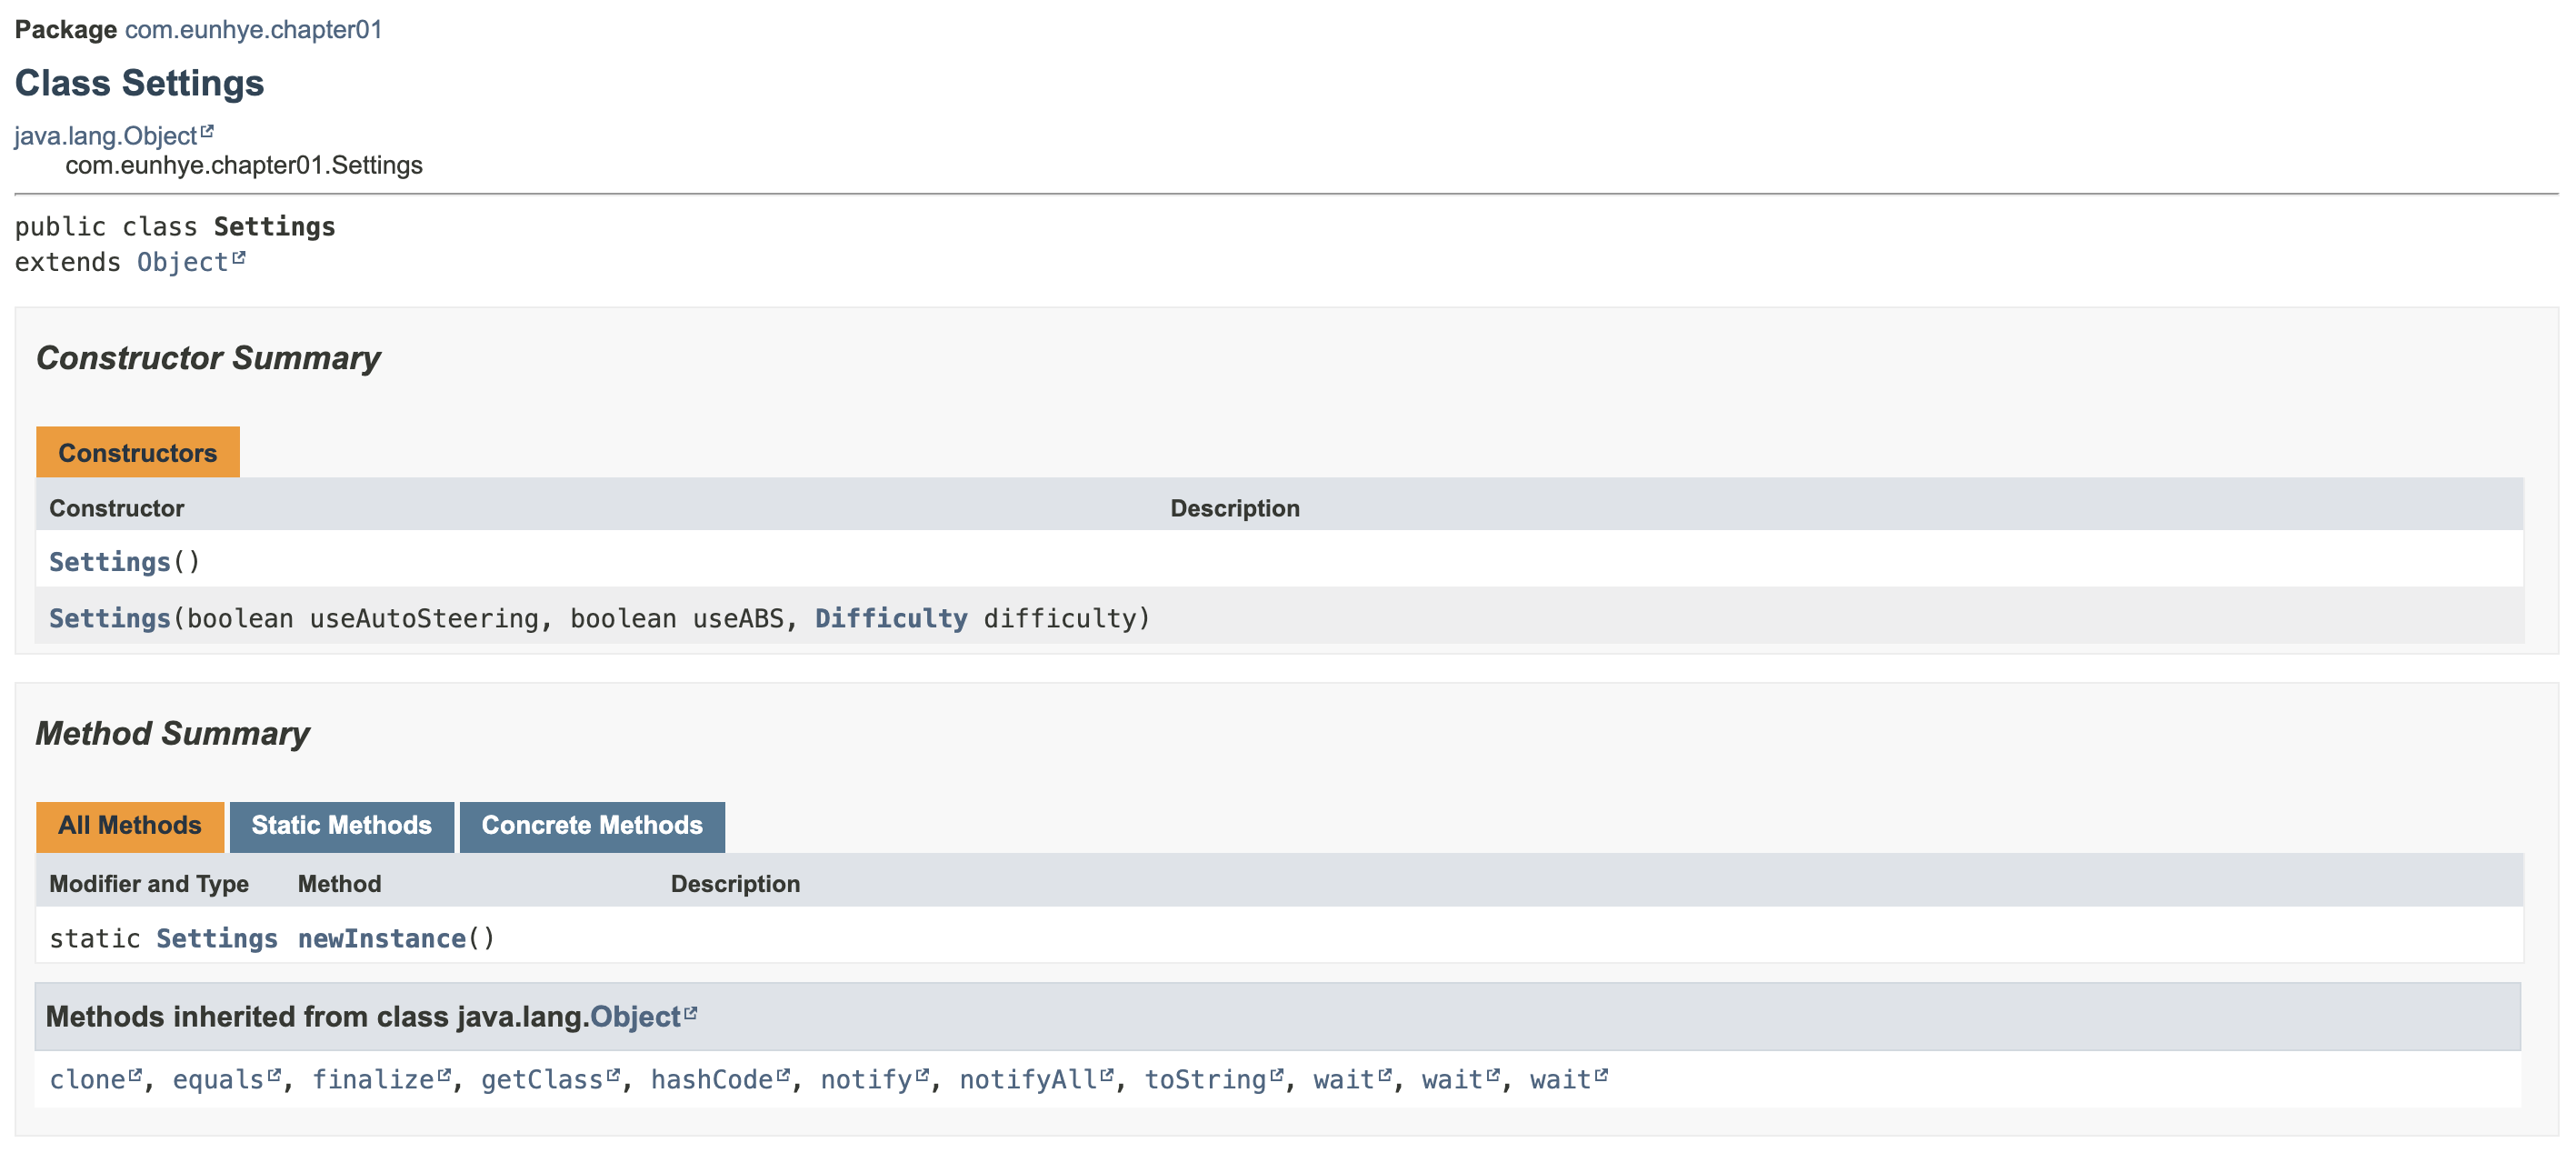 Package com.eunhye.chapter01
Class Settings
java.lang.Object
com.eunhye.chapter01.Settings
public class Settings
extends Object
Constructor Summary
Constructors
Constructor Description
Settings()
Settings(boolean useAutoSteering, boolean useABS, Difficulty difficulty)
Method Summary
All Methods Static Methods Concrete Methods
Modifier and Type Method Description
static Settings newInstance()
Methods inherited from class java.lang.Object
clone, equals, finalize, getClass, hashCode, notify, notifyAll, toString, wait, wait, wait